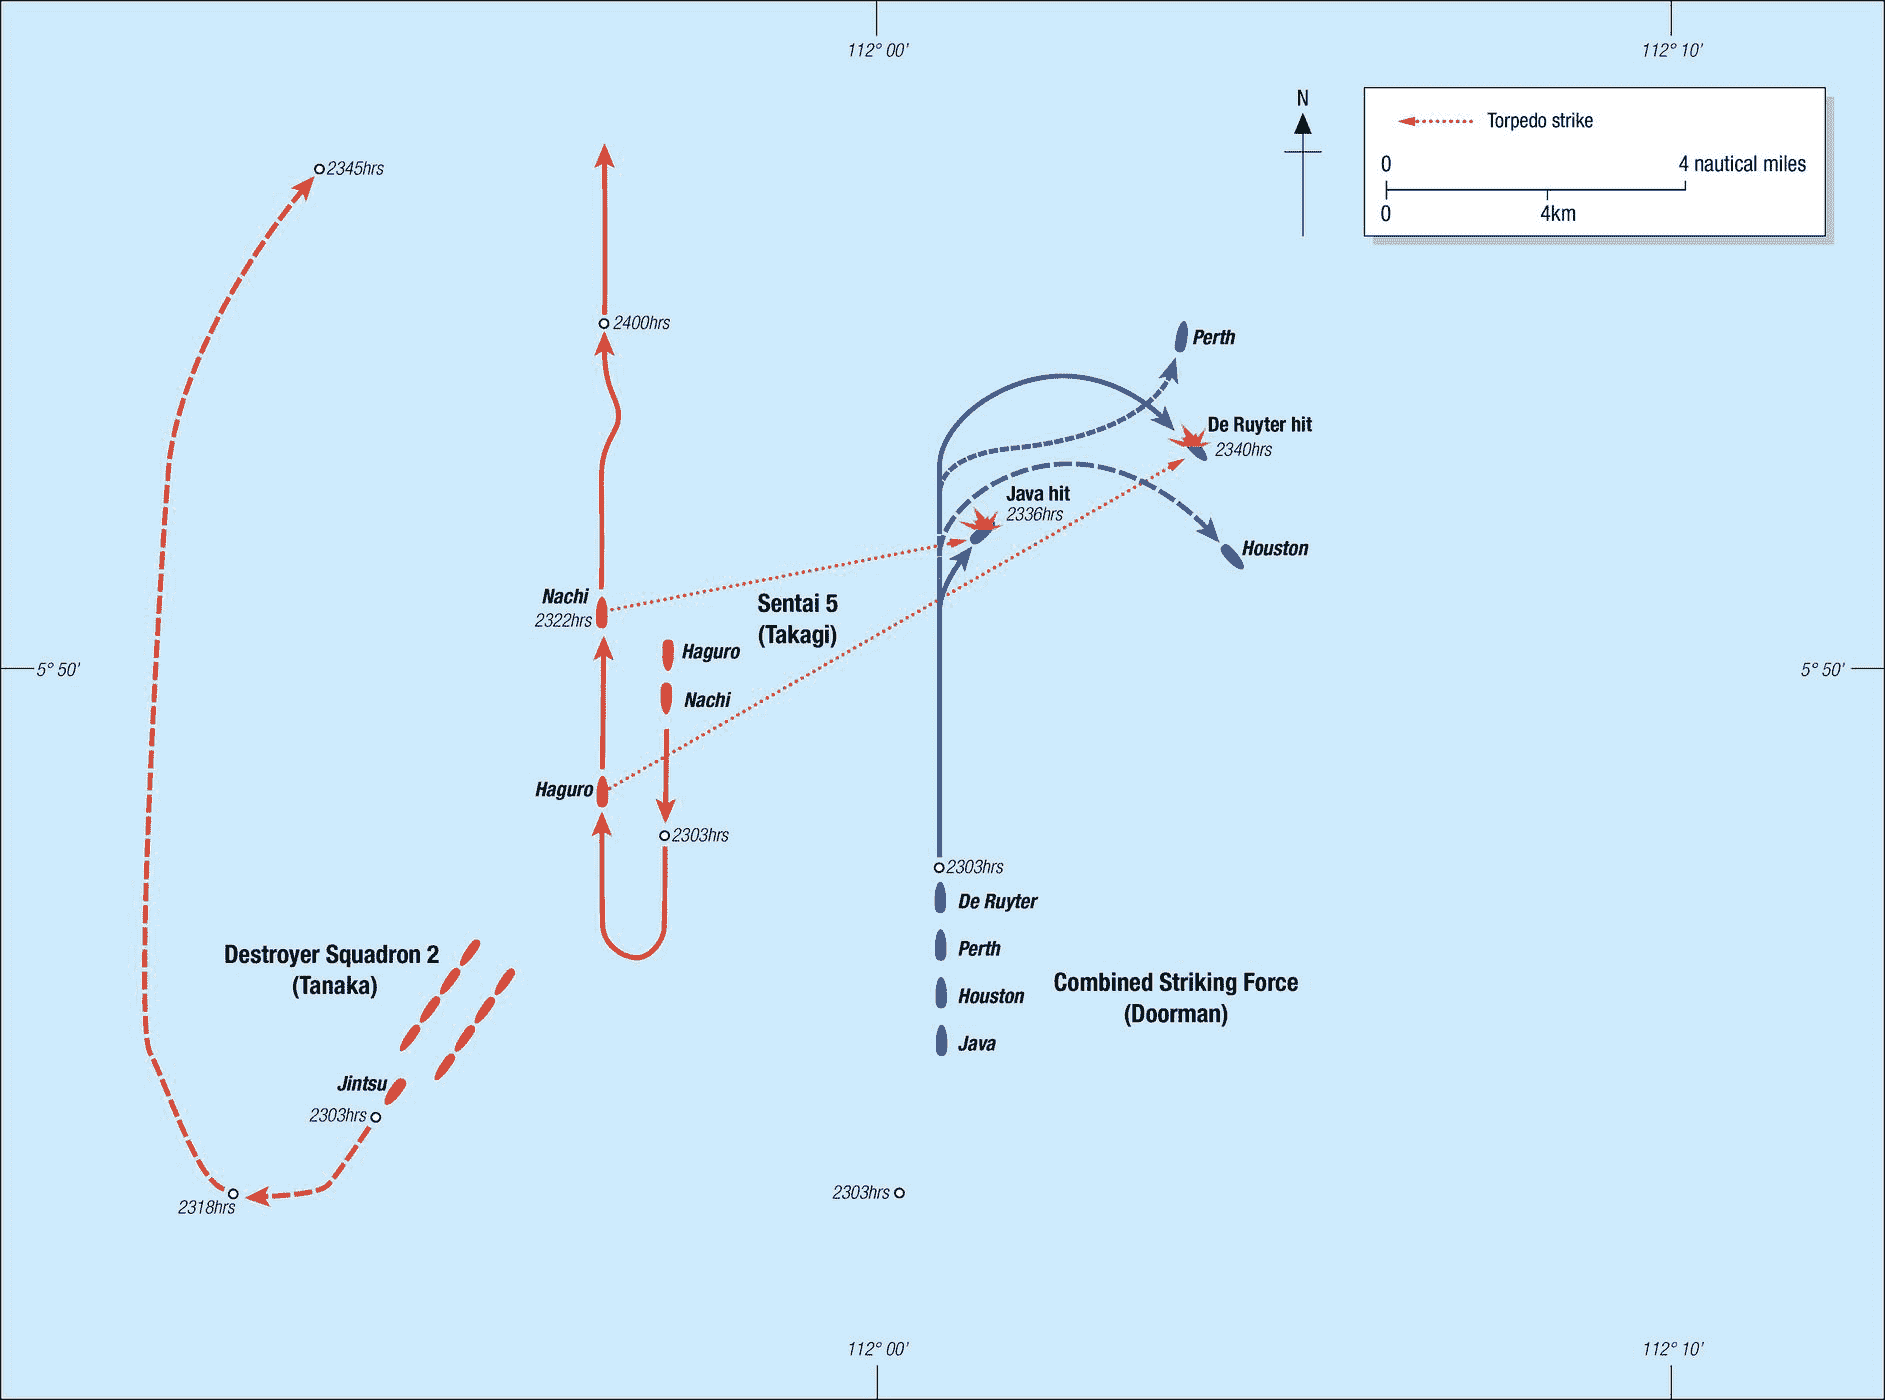 112° 00'
112° 10'
N
Torpedo strike
0
4 nautical miles
0
4km
2345hrs
2400hrs
Perth
De Ruyter hit
2340hrs
Java hit
2336hrs
Houston
Nachi
2322hrs
Sentai 5
(Takagi)
Haguro
5° 50'
5° 50'
Nachi
Haguro
2303hrs
2303hrs
De Ruyter
Perth
Destroyer Squadron 2
(Tanaka)
Combined Striking Force
(Doorman)
Houston
Java
Jintsu
2303hrs
2318hrs
2303hrs
112° 00'
112° 10'